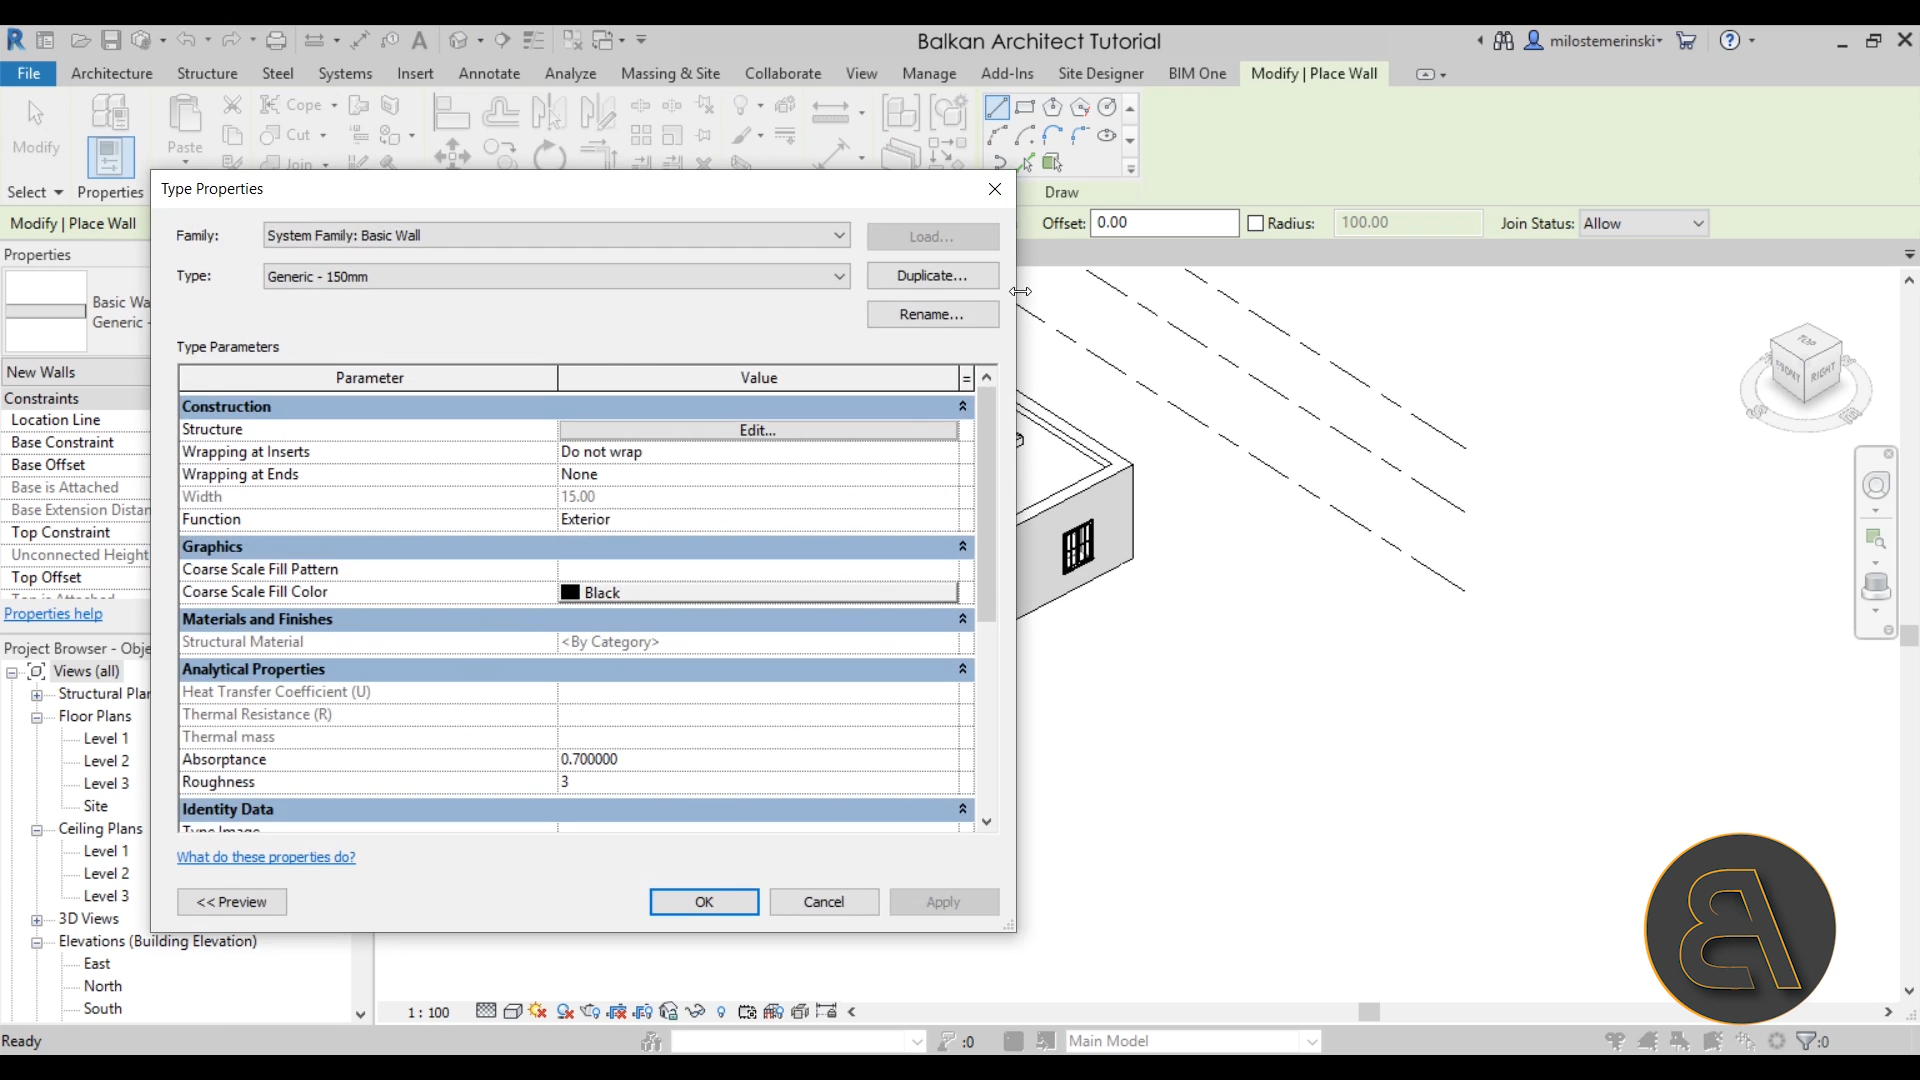 Balkan Architect Tutorial
milostemerinski
File Architecture Structure Steel Systems Insert Annotate Analyze Massing & Site Collaborate View Manage Add-Ins Site Designer BIM One Modify | Place Wall
Modify
Paste
Cope
Cut
Join
Select
Properties
Draw
Modify | Place Wall
Offset: 0.00
Radius: 100.00
Join Status: Allow
Properties
Basic Wa
Generic -
New Walls
Constraints
Location Line
Base Constraint
Base Offset
Base is Attached
Base Extension Distan
Top Constraint
Unconnected Height
Top Offset
Top is Attached
Properties help
Project Browser - Obje
Views (all)
Structural Plan
Floor Plans
Level 1
Level 2
Level 3
Site
Ceiling Plans
Level 1
Level 2
Level 3
3D Views
Elevations (Building Elevation)
East
North
South
Type Properties
Family: System Family: Basic Wall Load...
Type: Generic - 150mm Duplicate...
Rename...
Type Parameters
Parameter Value =
Construction
Structure Edit...
Wrapping at Inserts Do not wrap
Wrapping at Ends None
Width 15.00
Function Exterior
Graphics
Coarse Scale Fill Pattern
Coarse Scale Fill Color Black
Materials and Finishes
Structural Material <By Category>
Analytical Properties
Heat Transfer Coefficient (U)
Thermal Resistance (R)
Thermal mass
Absorptance 0.700000
Roughness 3
Identity Data
Type Image
What do these properties do?
<< Preview OK Cancel Apply
TOP
FRONT
RIGHT
1 : 100
Ready
:0
Main Model
:0